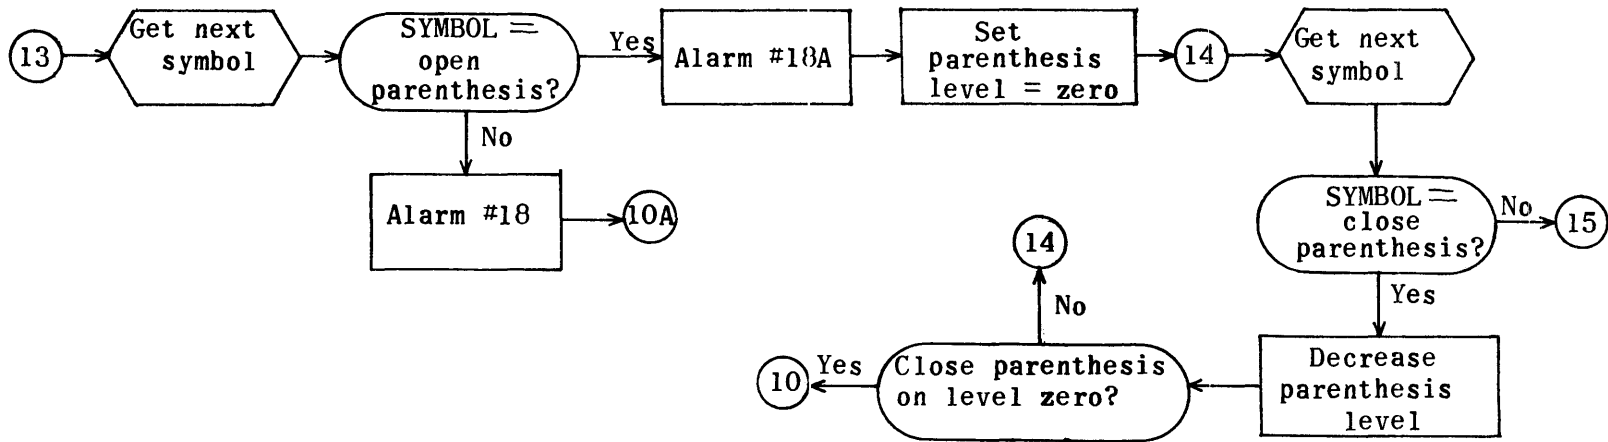 13
Get next
symbol
SYMBOL =
open
parenthesis?
Yes
Alarm #18A
Set
parenthesis
level = zero
14
Get next
symbol
No
Alarm #18
10A
SYMBOL =
close
parenthesis?
No
15
14
No
Yes
10
Yes
Close parenthesis
on level zero?
Decrease
parenthesis
level